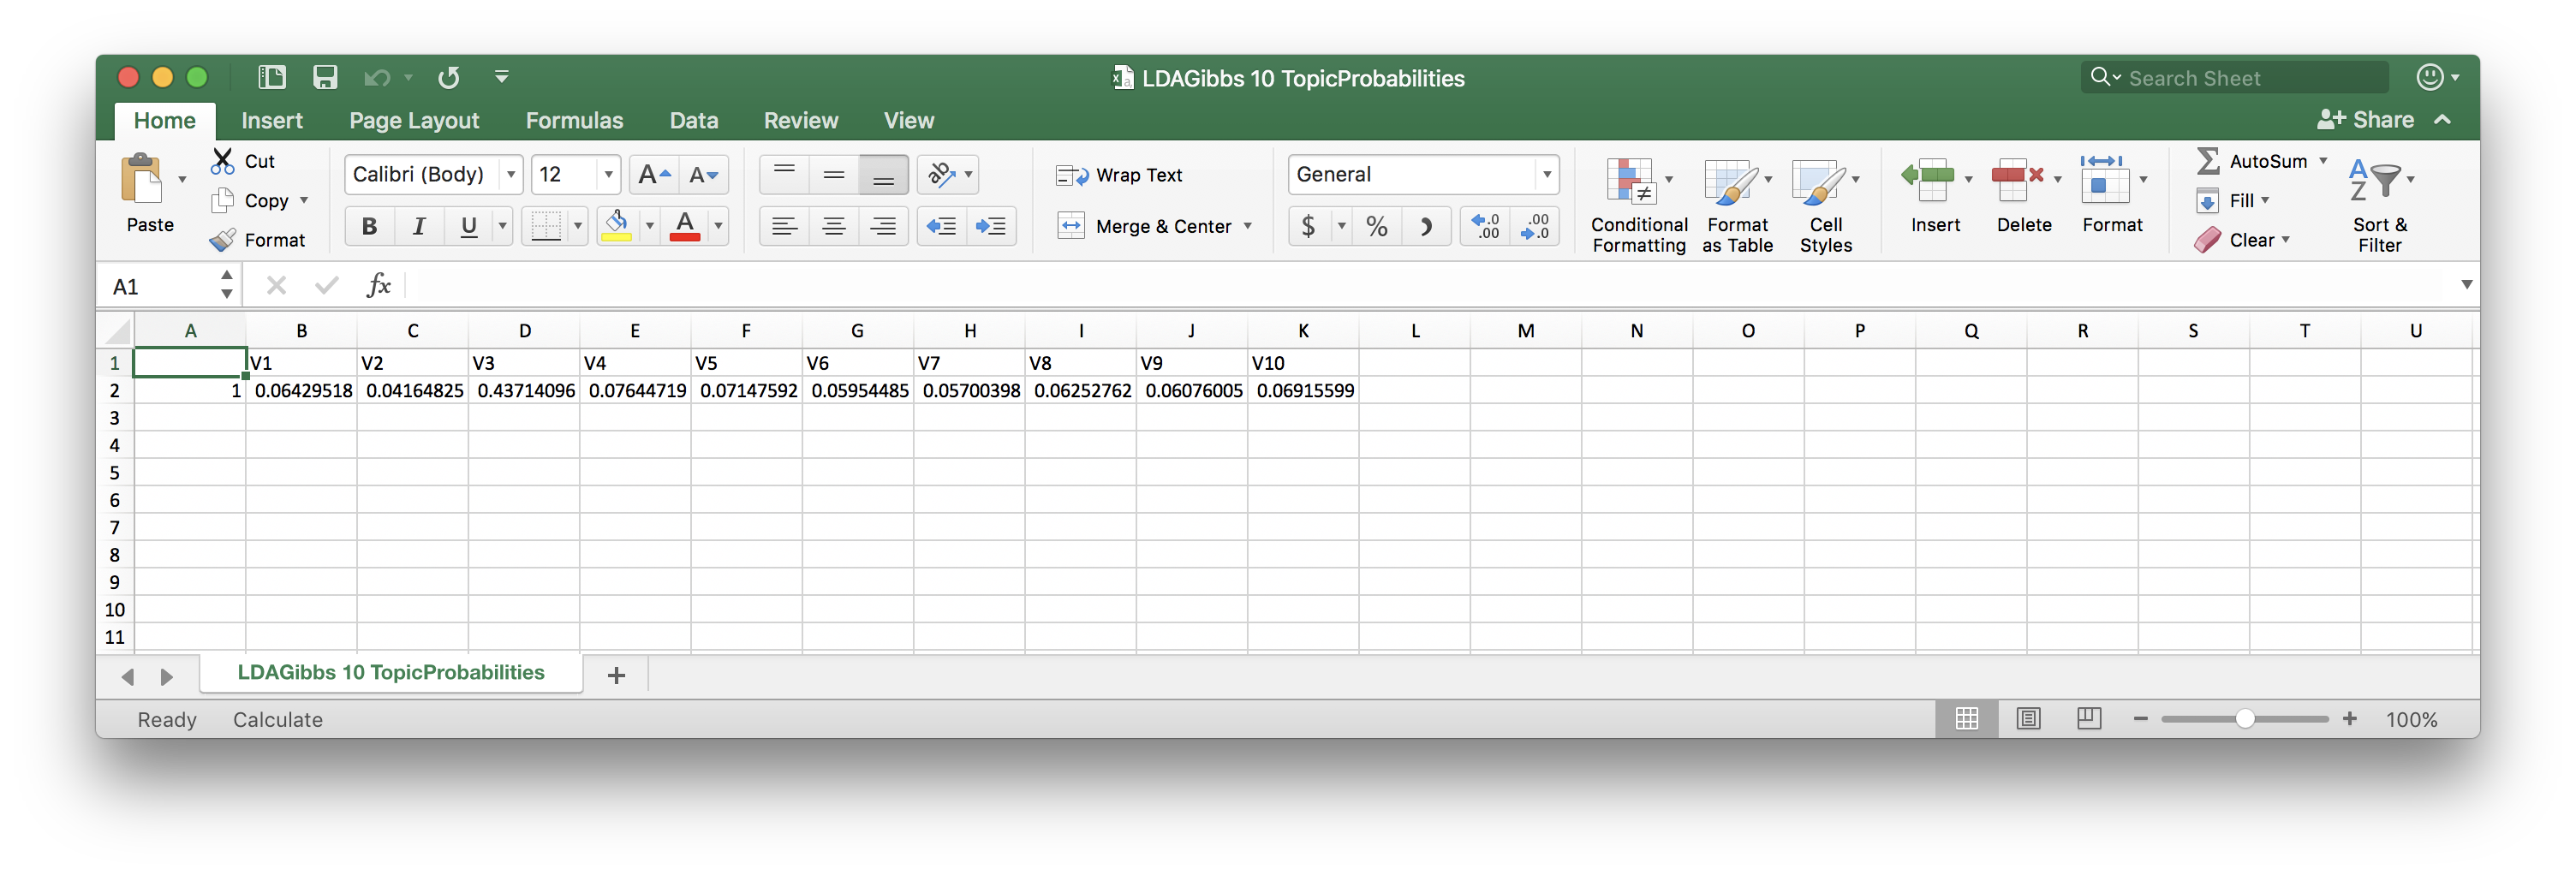 LDAGibbs 10 TopicProbabilities
Search Sheet
Home Insert Page Layout Formulas Data Review View
Share
Paste
Cut
Copy
Format
Calibri (Body) 12
B I U
Wrap Text
Merge & Center
General
$ %
Conditional Formatting
Format as Table
Cell Styles
Insert
Delete
Format
AutoSum
Fill
Clear
Sort & Filter
A1
fx
A B C D E F G H I J K L M N O P Q R S T U
1 V1 V2 V3 V4 V5 V6 V7 V8 V9 V10
2 1 0.06429518 0.04164825 0.43714096 0.07644719 0.07147592 0.05954485 0.05700398 0.06252762 0.06076005 0.06915599
3
4
5
6
7
8
9
10
11
LDAGibbs 10 TopicProbabilities +
Ready Calculate
100%